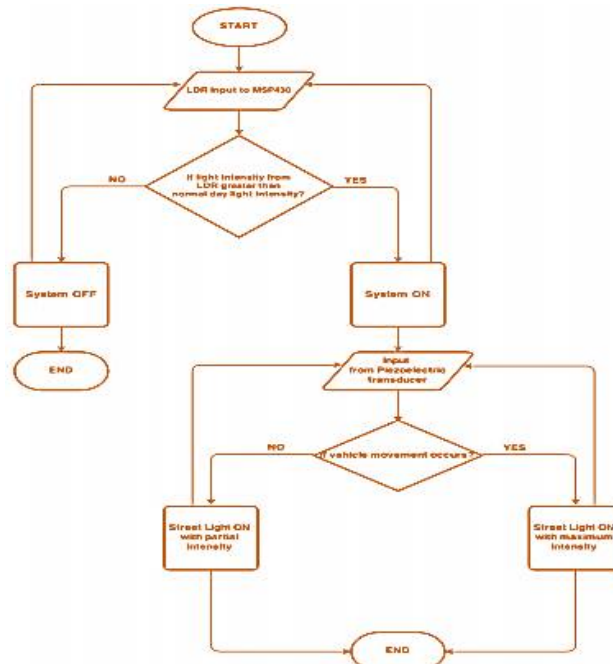 START
LDR Input to MSP430
If light intensity from
LDR greater than
normal day light intensity?
NO
YES
System OFF
System ON
END
Input
from Piezoelectric
transducer
If vehicle movement occurs ?
NO
YES
Street Light ON
with partial
Intensity
Street Light ON
with maximum
Intensity
END